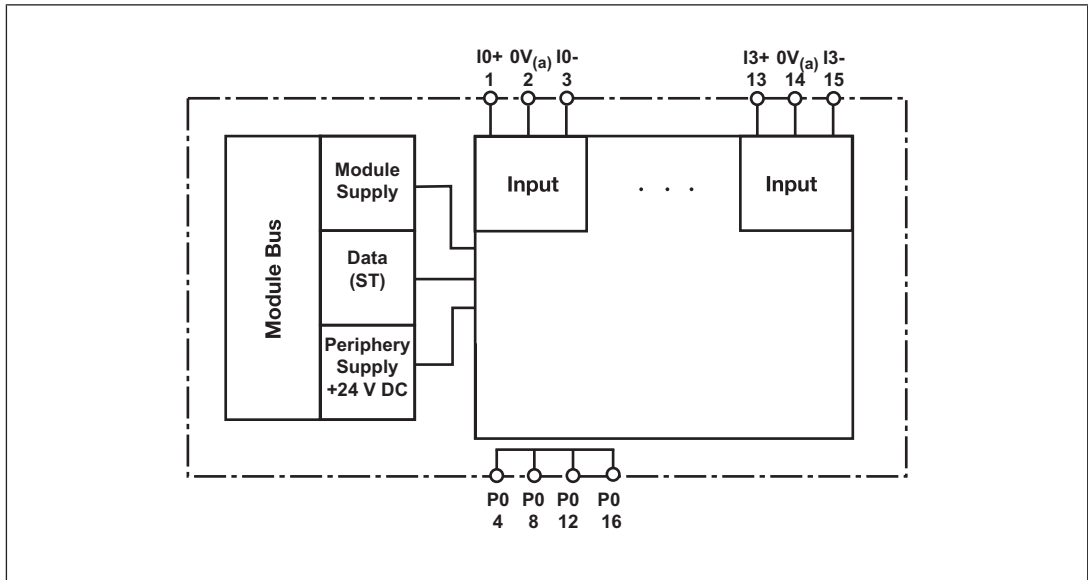 I0+ 0V(a) I0-
1 2 3
I3+ 0V(a) I3-
13 14 15
Module Bus
Module
Supply
Data
(ST)
Periphery
Supply
+24 V DC
Input
. . .
Input
P0 P0 P0 P0
4 8 12 16